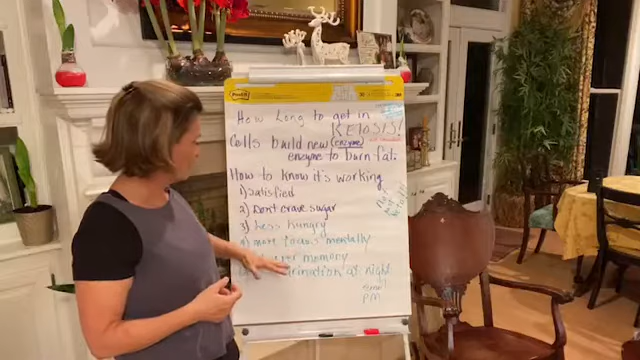 Post-it
How Long to get in
KETOSIS!
Cells build new enzyme
enzyme to burn fat.
How to know it's working
1) Satisfied
2) Don't crave sugar
3) Less hungry
4) more focus mentally
memory
at night
PM